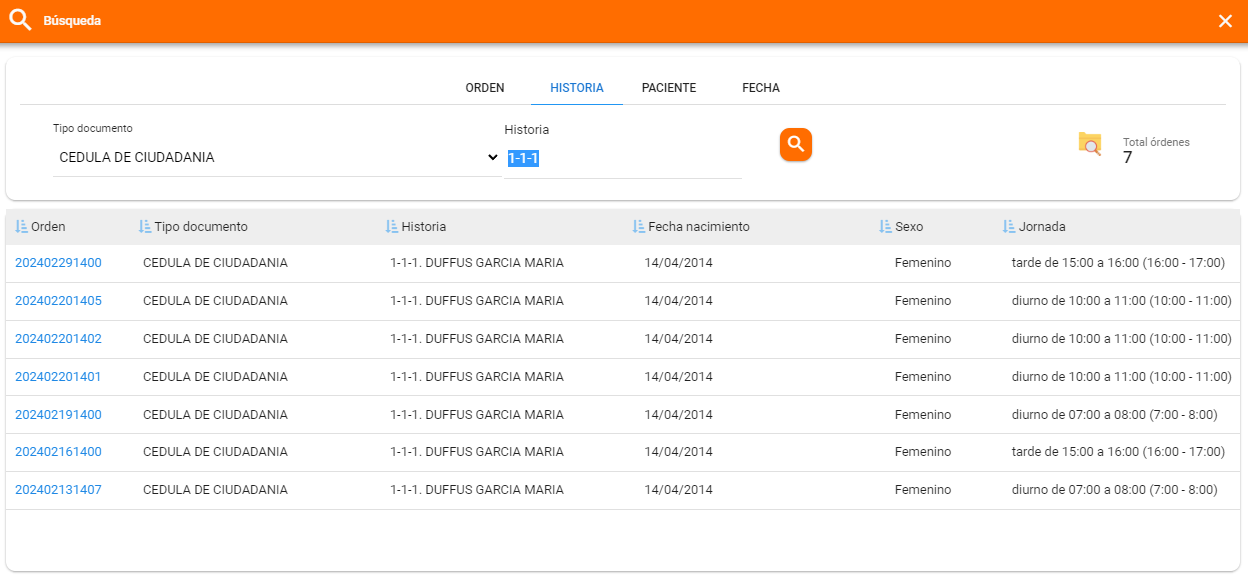 Búsqueda
ORDEN HISTORIA PACIENTE FECHA
Tipo documento Historia
CEDULA DE CIUDADANIA 1-1-1
Total órdenes
7
Orden Tipo documento Historia Fecha nacimiento Sexo Jornada
202402291400 CEDULA DE CIUDADANIA 1-1-1. DUFFUS GARCIA MARIA 14/04/2014 Femenino tarde de 15:00 a 16:00 (16:00 - 17:00)
202402201405 CEDULA DE CIUDADANIA 1-1-1. DUFFUS GARCIA MARIA 14/04/2014 Femenino diurno de 10:00 a 11:00 (10:00 - 11:00)
202402201402 CEDULA DE CIUDADANIA 1-1-1. DUFFUS GARCIA MARIA 14/04/2014 Femenino diurno de 10:00 a 11:00 (10:00 - 11:00)
202402201401 CEDULA DE CIUDADANIA 1-1-1. DUFFUS GARCIA MARIA 14/04/2014 Femenino diurno de 10:00 a 11:00 (10:00 - 11:00)
202402191400 CEDULA DE CIUDADANIA 1-1-1. DUFFUS GARCIA MARIA 14/04/2014 Femenino diurno de 07:00 a 08:00 (7:00 - 8:00)
202402161400 CEDULA DE CIUDADANIA 1-1-1. DUFFUS GARCIA MARIA 14/04/2014 Femenino tarde de 15:00 a 16:00 (16:00 - 17:00)
202402131407 CEDULA DE CIUDADANIA 1-1-1. DUFFUS GARCIA MARIA 14/04/2014 Femenino diurno de 07:00 a 08:00 (7:00 - 8:00)